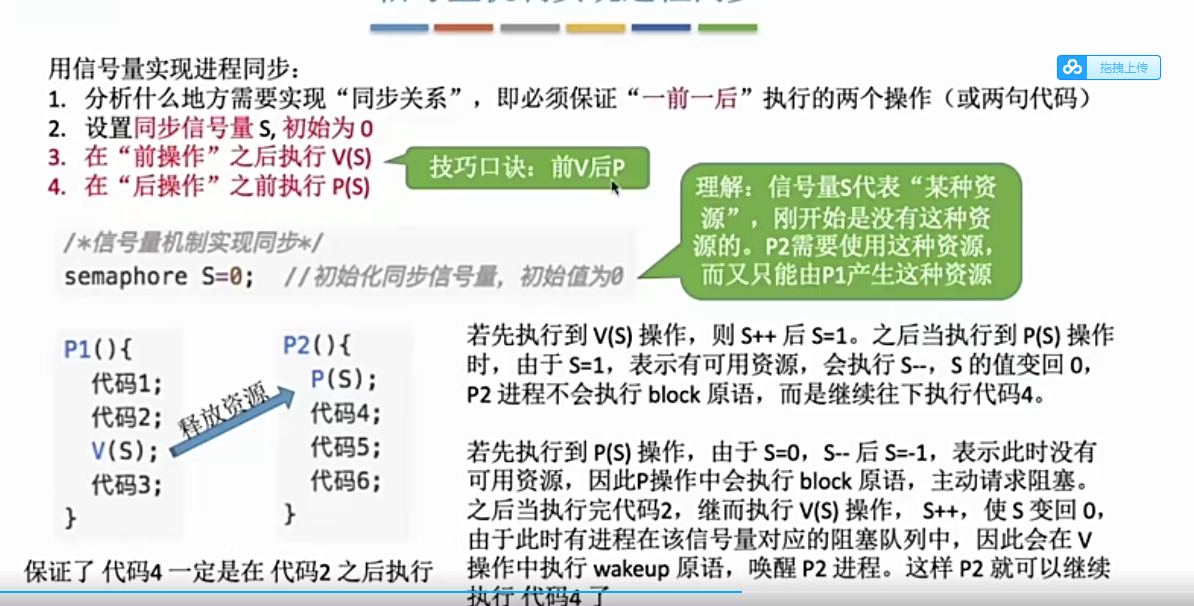 用信号量实现进程同步：
1. 分析什么地方需要实现“同步关系”，即必须保证“一前一后”执行的两个操作（或两句代码）
2. 设置同步信号量 S, 初始为 0
3. 在“前操作”之后执行 V(S)
4. 在“后操作”之前执行 P(S)
技巧口诀：前V后P
拖拽上传
理解：信号量S代表“某种资
源”，刚开始是没有这种资
源的。P2需要使用这种资源，
而又只能由P1产生这种资源
/*信号量机制实现同步*/
semaphore S=0; //初始化同步信号量，初始值为0
P1(){
代码1;
代码2;
V(S);
代码3;
}
释放资源
P2(){
P(S);
代码4;
代码5;
代码6;
}
保证了 代码4 一定是在 代码2 之后执行
若先执行到 V(S) 操作，则 S++ 后 S=1。之后当执行到 P(S) 操作
时，由于 S=1，表示有可用资源，会执行 S--，S 的值变回 0，
P2 进程不会执行 block 原语，而是继续往下执行代码4。
若先执行到 P(S) 操作，由于 S=0，S-- 后 S=-1，表示此时没有
可用资源，因此P操作中会执行 block 原语，主动请求阻塞。
之后当执行完代码2，继而执行 V(S) 操作， S++，使 S 变回 0，
由于此时有进程在该信号量对应的阻塞队列中，因此会在 V
操作中执行 wakeup 原语，唤醒 P2 进程。这样 P2 就可以继续
执行 代码4 了